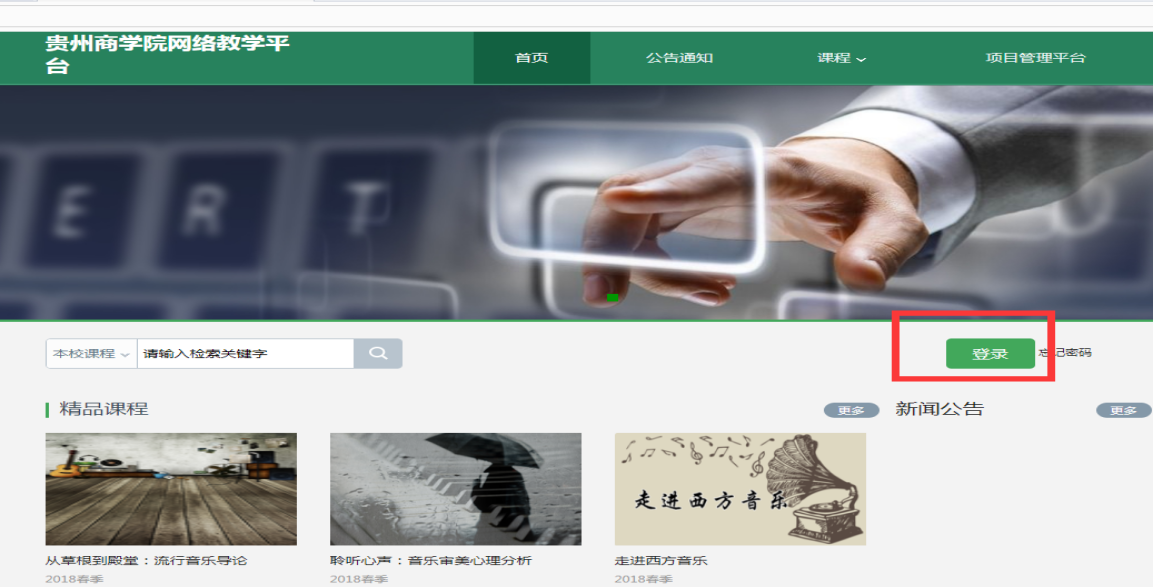 贵州商学院网络教学平
台
首页
公告通知
课程
项目管理平台
E R T
本校课程
请输入检索关键字
登录
忘记密码
精品课程
更多
新闻公告
更多
走进西方音乐
从草根到殿堂：流行音乐导论
2018春季
聆听心声：音乐审美心理分析
2018春季
走进西方音乐
2018春季